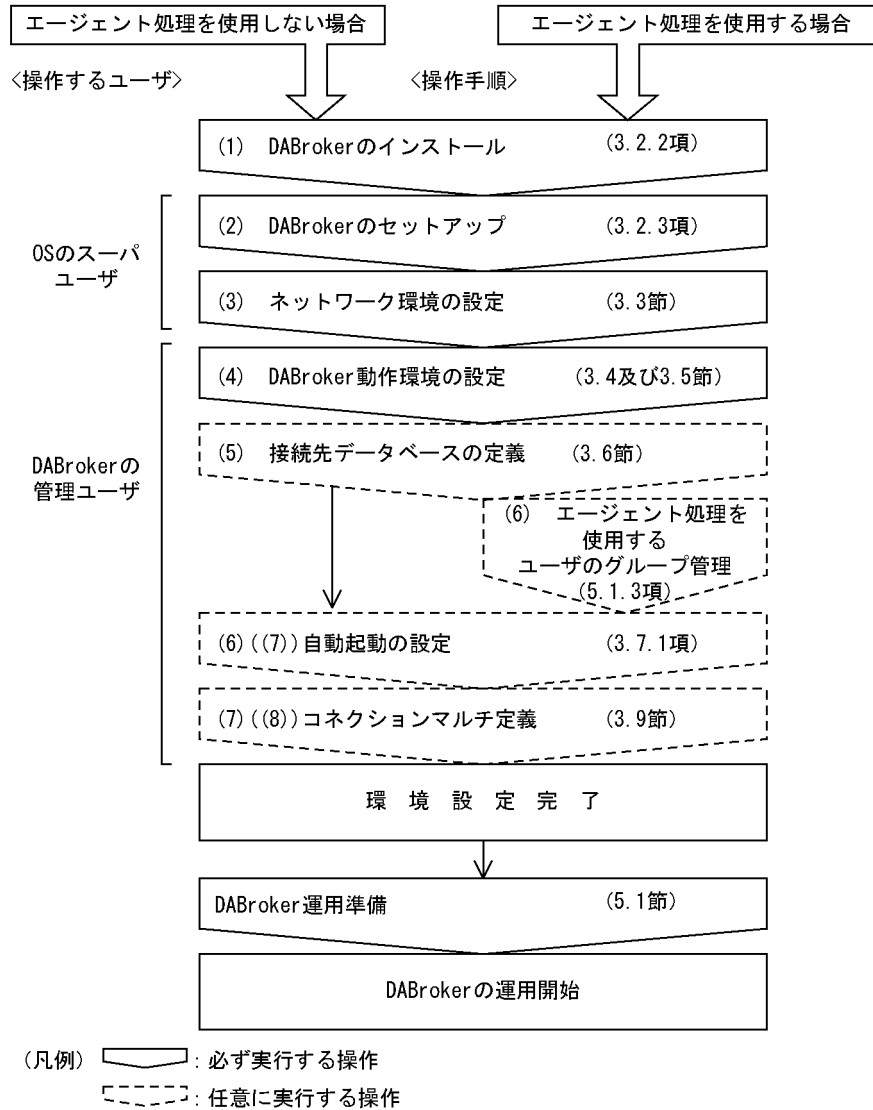 エージェント処理を使用しない場合
エージェント処理を使用する場合
〈操作するユーザ〉
〈操作手順〉
(1) DABrokerのインストール (3.2.2項)
(2) DABrokerのセットアップ (3.2.3項)
OSのスーパ
ユーザ
(3) ネットワーク環境の設定 (3.3節)
(4) DABroker動作環境の設定 (3.4及び3.5節)
(5) 接続先データベースの定義 (3.6節)
DABrokerの
管理ユーザ
(6) エージェント処理を
使用する
ユーザのグループ管理
(5.1.3項)
(6)((7))自動起動の設定 (3.7.1項)
(7)((8))コネクションマルチ定義 (3.9節)
環 境 設 定 完 了
DABroker運用準備 (5.1節)
DABrokerの運用開始
(凡例) : 必ず実行する操作
: 任意に実行する操作